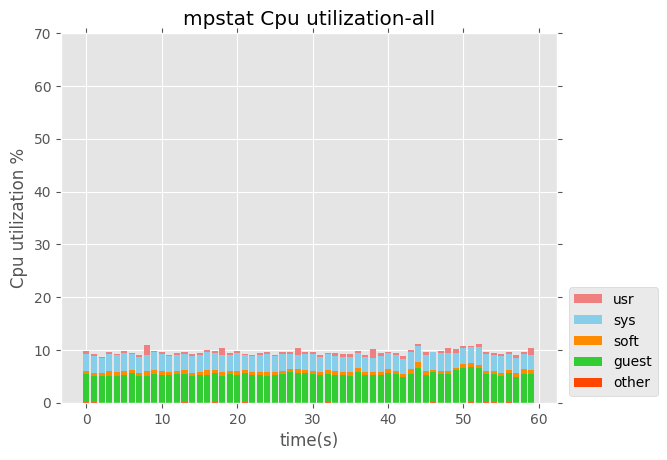 mpstat Cpu utilization-all
Cpu utilization %
70
60
50
40
30
20
10
0
0 10 20 30 40 50 60
time(s)
usr
sys
soft
guest
other